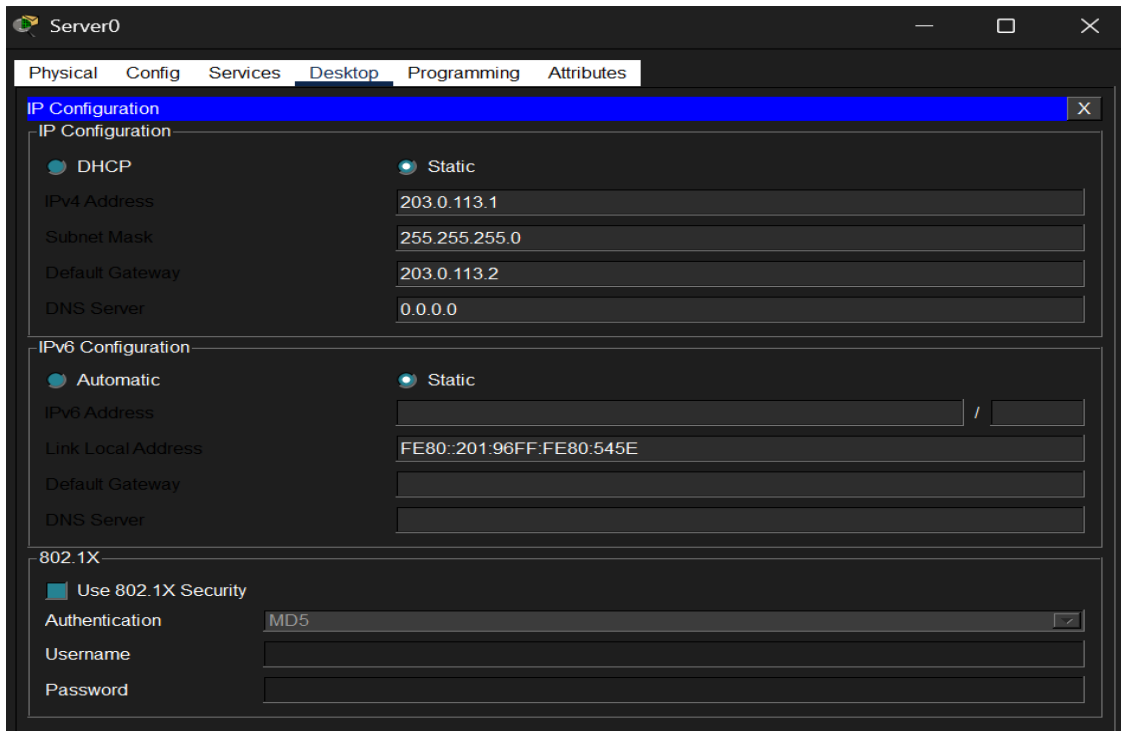 Server0
Physical Config Services Desktop Programming Attributes
IP Configuration X
IP Configuration
DHCP Static
IPv4 Address 203.0.113.1
Subnet Mask 255.255.255.0
Default Gateway 203.0.113.2
DNS Server 0.0.0.0
IPv6 Configuration
Automatic Static
IPv6 Address /
Link Local Address FE80::201:96FF:FE80:545E
Default Gateway
DNS Server
802.1X
Use 802.1X Security
Authentication MD5
Username
Password